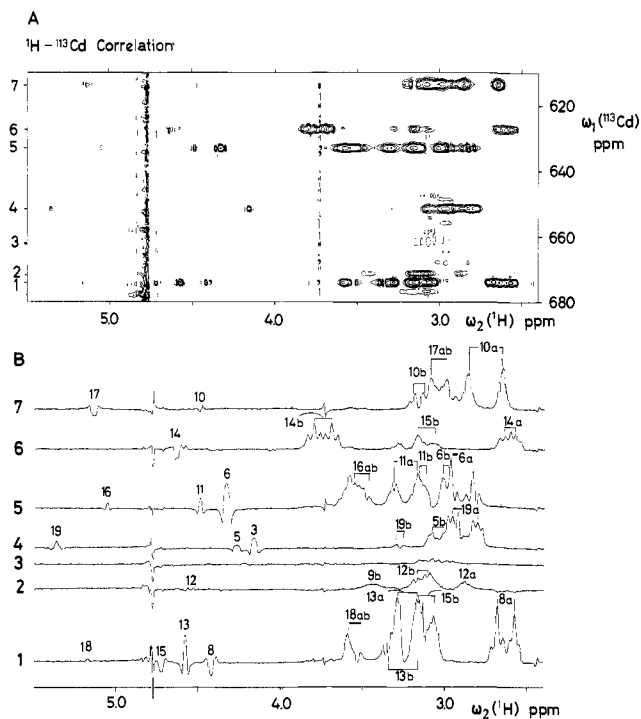 A
¹H – ¹¹³Cd Correlation
7
6
5
4
3
2
1
620
ω₁(¹¹³Cd)
ppm
640
660
680
5.0
4.0
3.0
ω₂(¹H) ppm
B
17ab
10a
17
10
10b
7
14b
15b
14
14a
6
6
16ab
11a
11b
6b
6a
16
11
5
19
5
3
19b
5b
19a
4
3
12
9b
12b
12a
2
13a
15b
8a
18ab
13
18
15
8
13b
1
5.0
4.0
3.0
ω₂(¹H) ppm